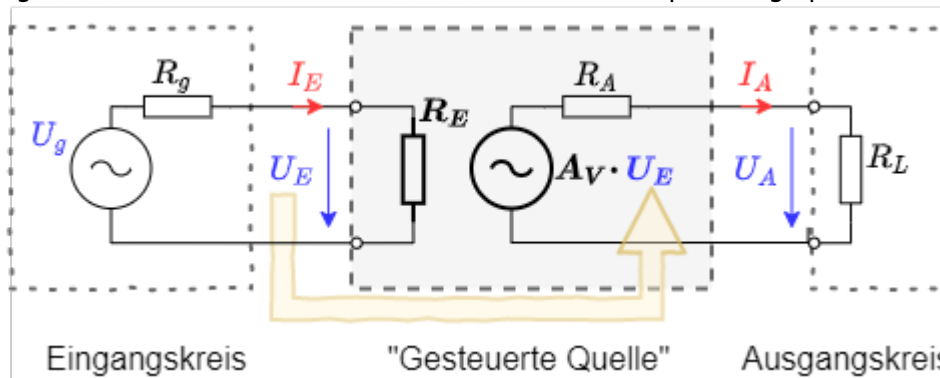 R_g I_E R_E R_A I_A
U_g U_E A_V · U_E U_A R_L
Eingangskreis "Gesteuerte Quelle" Ausgangskreis